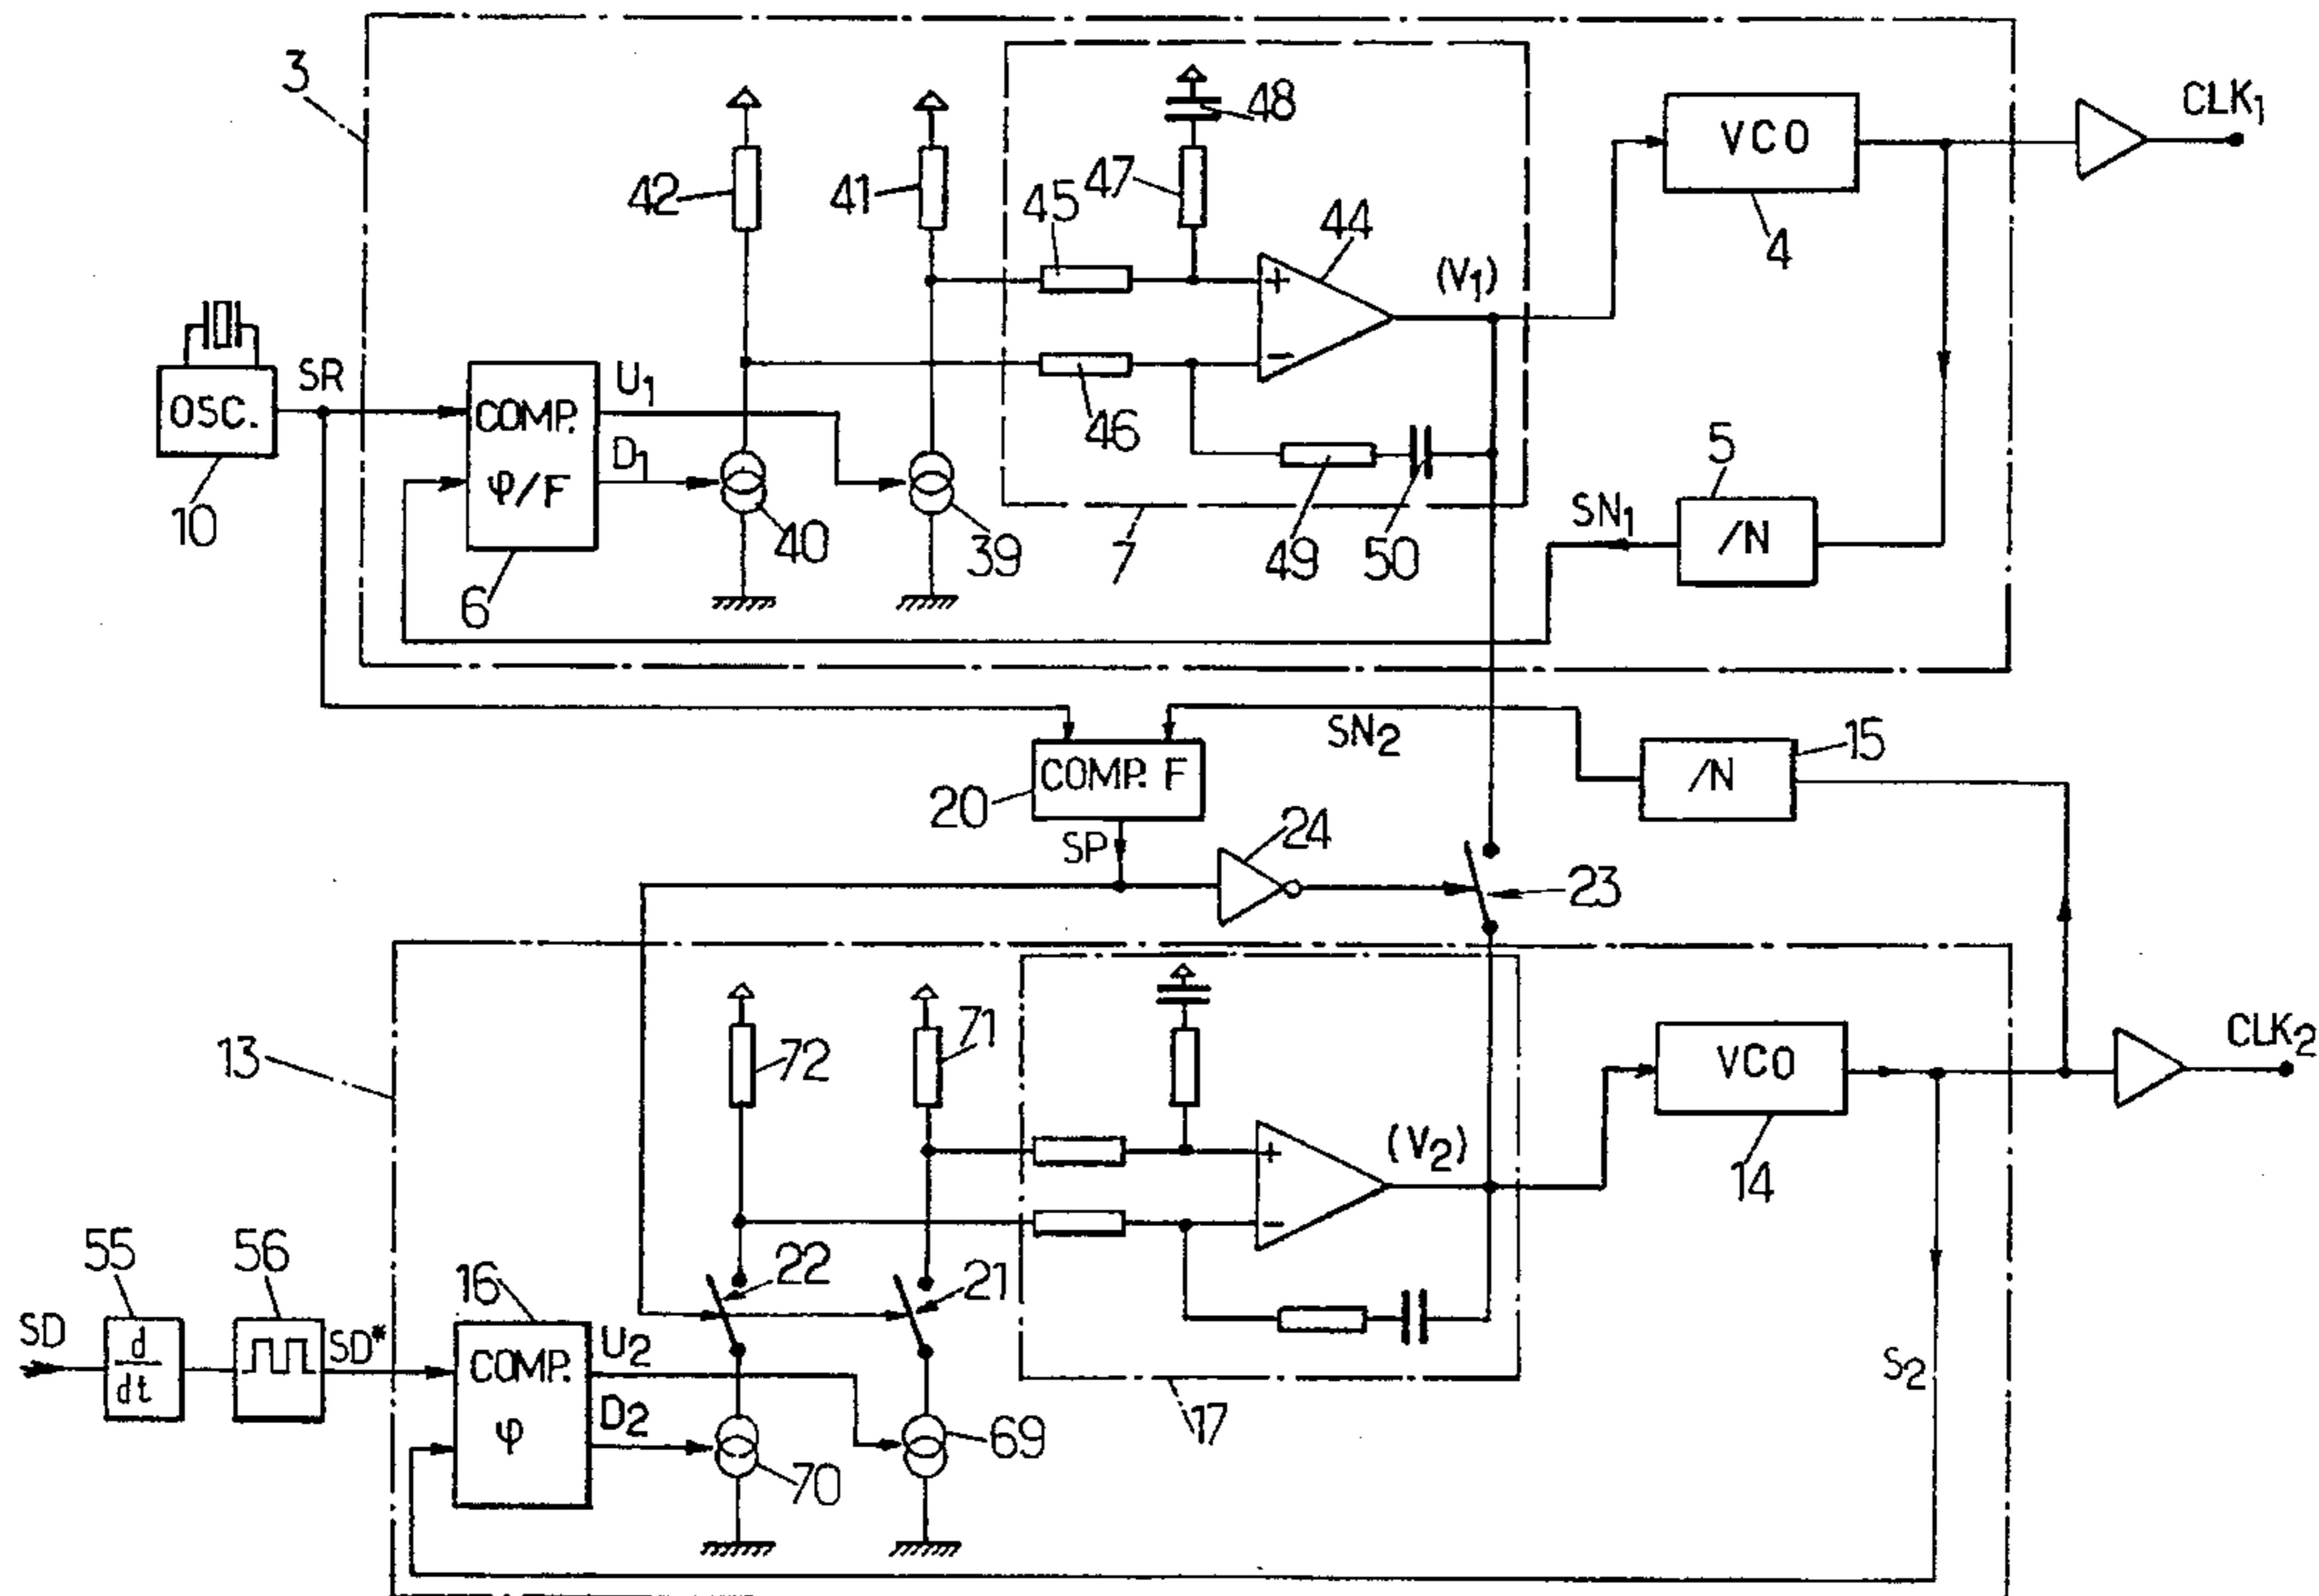 3
CLK₁
48
VCO
42
41
45
47
44
4
(V₁)
OSC.
SR
COMP.
φ/F
U₁
D₁
10
6
40
39
46
49
50
7
5
/N
SN₁
SN₂
15
/N
COMP. F
20
SP
24
23
13
72
71
VCO
CLK₂
(V₂)
14
55
56
16
22
21
SD
d
dt
SD*
COMP.
φ
U₂
D₂
70
69
17
S₂
+
−
+
−